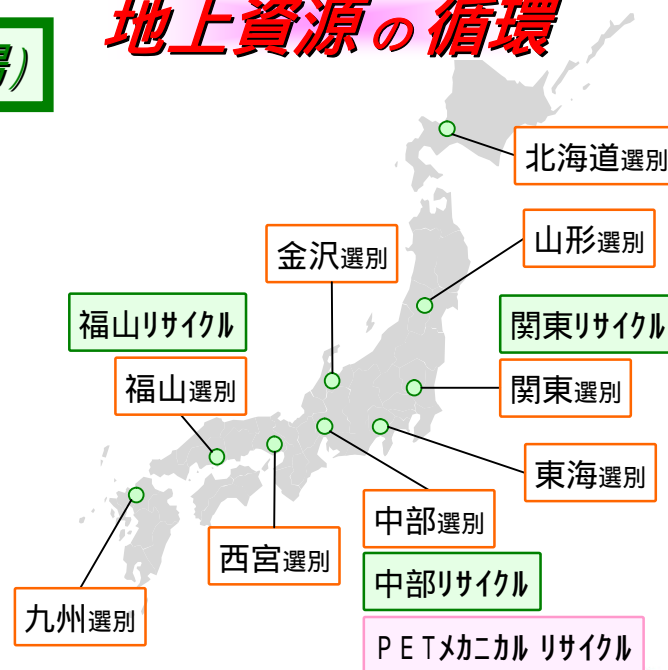 地上資源の循環
場)
北海道選別
山形選別
金沢選別
福山リサイクル
関東リサイクル
福山選別
関東選別
東海選別
中部選別
西宮選別
中部リサイクル
九州選別
PETメカニカル リサイクル